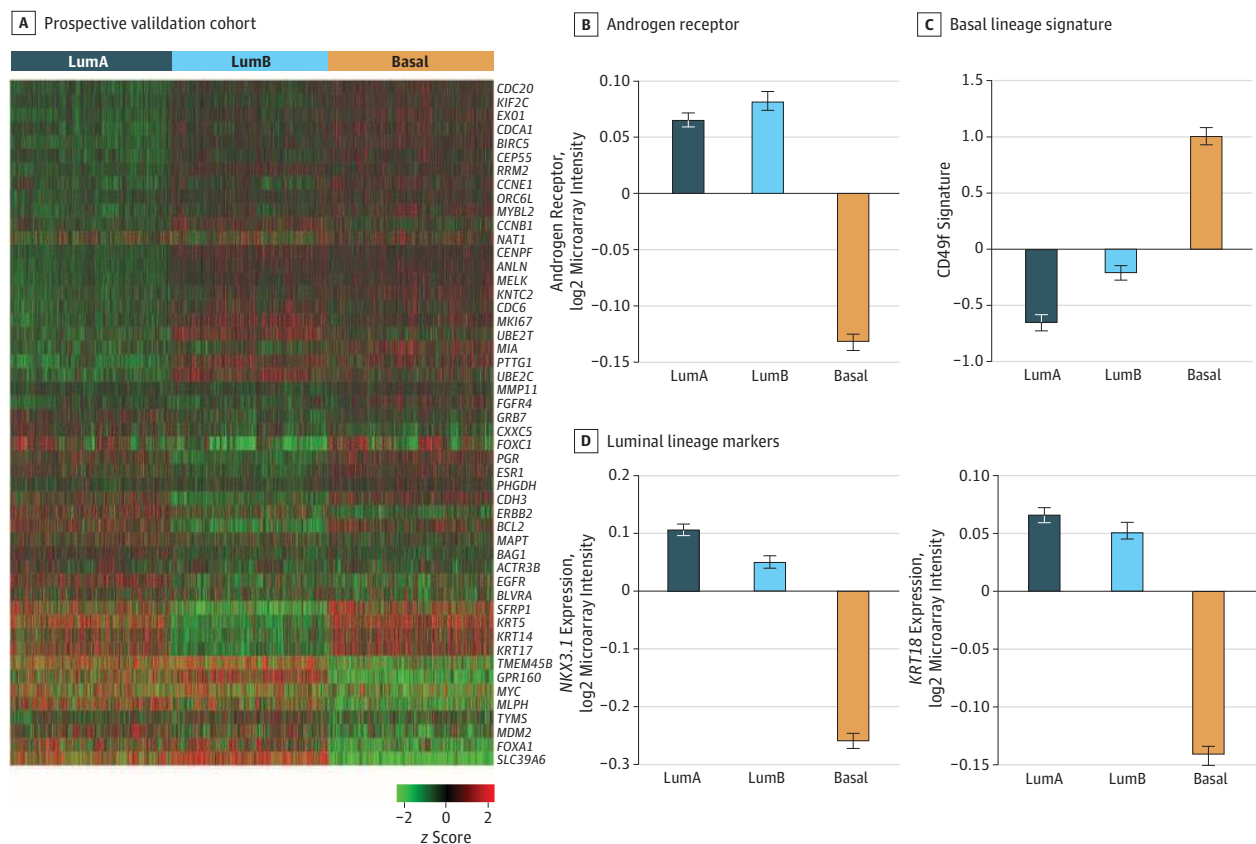 A Prospective valildation cohort
LumA LumB Basal
CDC20
KIF2C
EXO1
CDCA1
BIRC5
CEP55
RRM2
CCNE1
ORC6L
MYBL2
CCNB1
NAT1
CENPF
ANLN
MELK
KNTC2
CDC6
MKI67
UBE2T
MIA
PTTG1
UBE2C
MMP11
FGFR4
GRB7
CXXC5
FOXC1
PGR
ESR1
PHGDH
CDH3
ERBB2
BCL2
MAPT
BAG1
ACTR3B
EGFR
BLVRA
SFRP1
KRT5
KRT14
KRT17
TMEM45B
GPR160
MYC
MLPH
TYMS
MDM2
FOXA1
SLC39A6
−2 0 2
z Score
B Androgen receptor
Androgen Receptor,
log2 Microarray Intensity
0.10
0.05
0
−0.05
−0.10
−0.15
LumA LumB Basal
C Basal lineage signature
CD49f Signature
1.5
1.0
0.5
0
−0.5
−1.0
LumA LumB Basal
D Luminal lineage markers
NKX3.1 Expression,
log2 Microarray Intensity
0.2
0.1
0
−0.1
−0.2
−0.3
LumA LumB Basal
KRT18 Expression,
log2 Microarray Intensity
0.10
0.05
0
−0.05
−0.10
−0.15
LumA LumB Basal